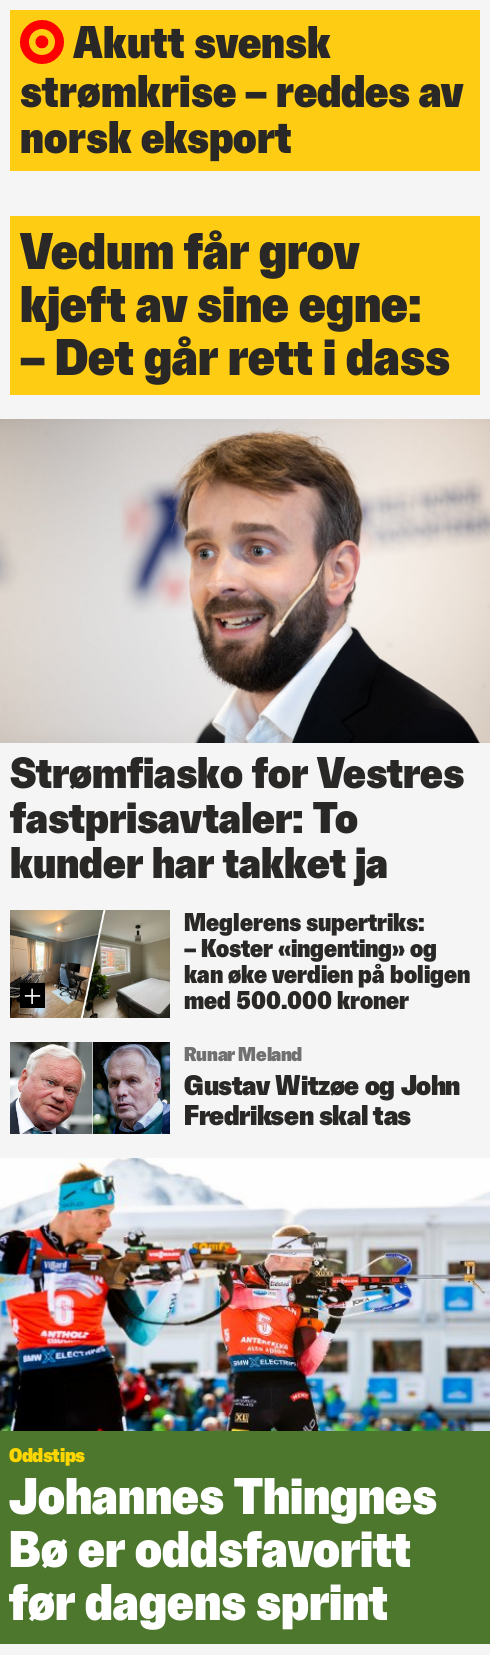 Akutt svensk
strømkrise – reddes av
norsk eksport
Vedum får grov
kjeft av sine egne:
– Det går rett i dass
Strømfiasko for Vestres
fastprisavtaler: To
kunder har takket ja
Meglerens supertriks:
– Koster «ingenting» og
kan øke verdien på boligen
med 500.000 kroner
Runar Meland
Gustav Witzøe og John
Fredriksen skal tas
Oddstips
Johannes Thingnes
Bø er oddsfavoritt
før dagens sprint